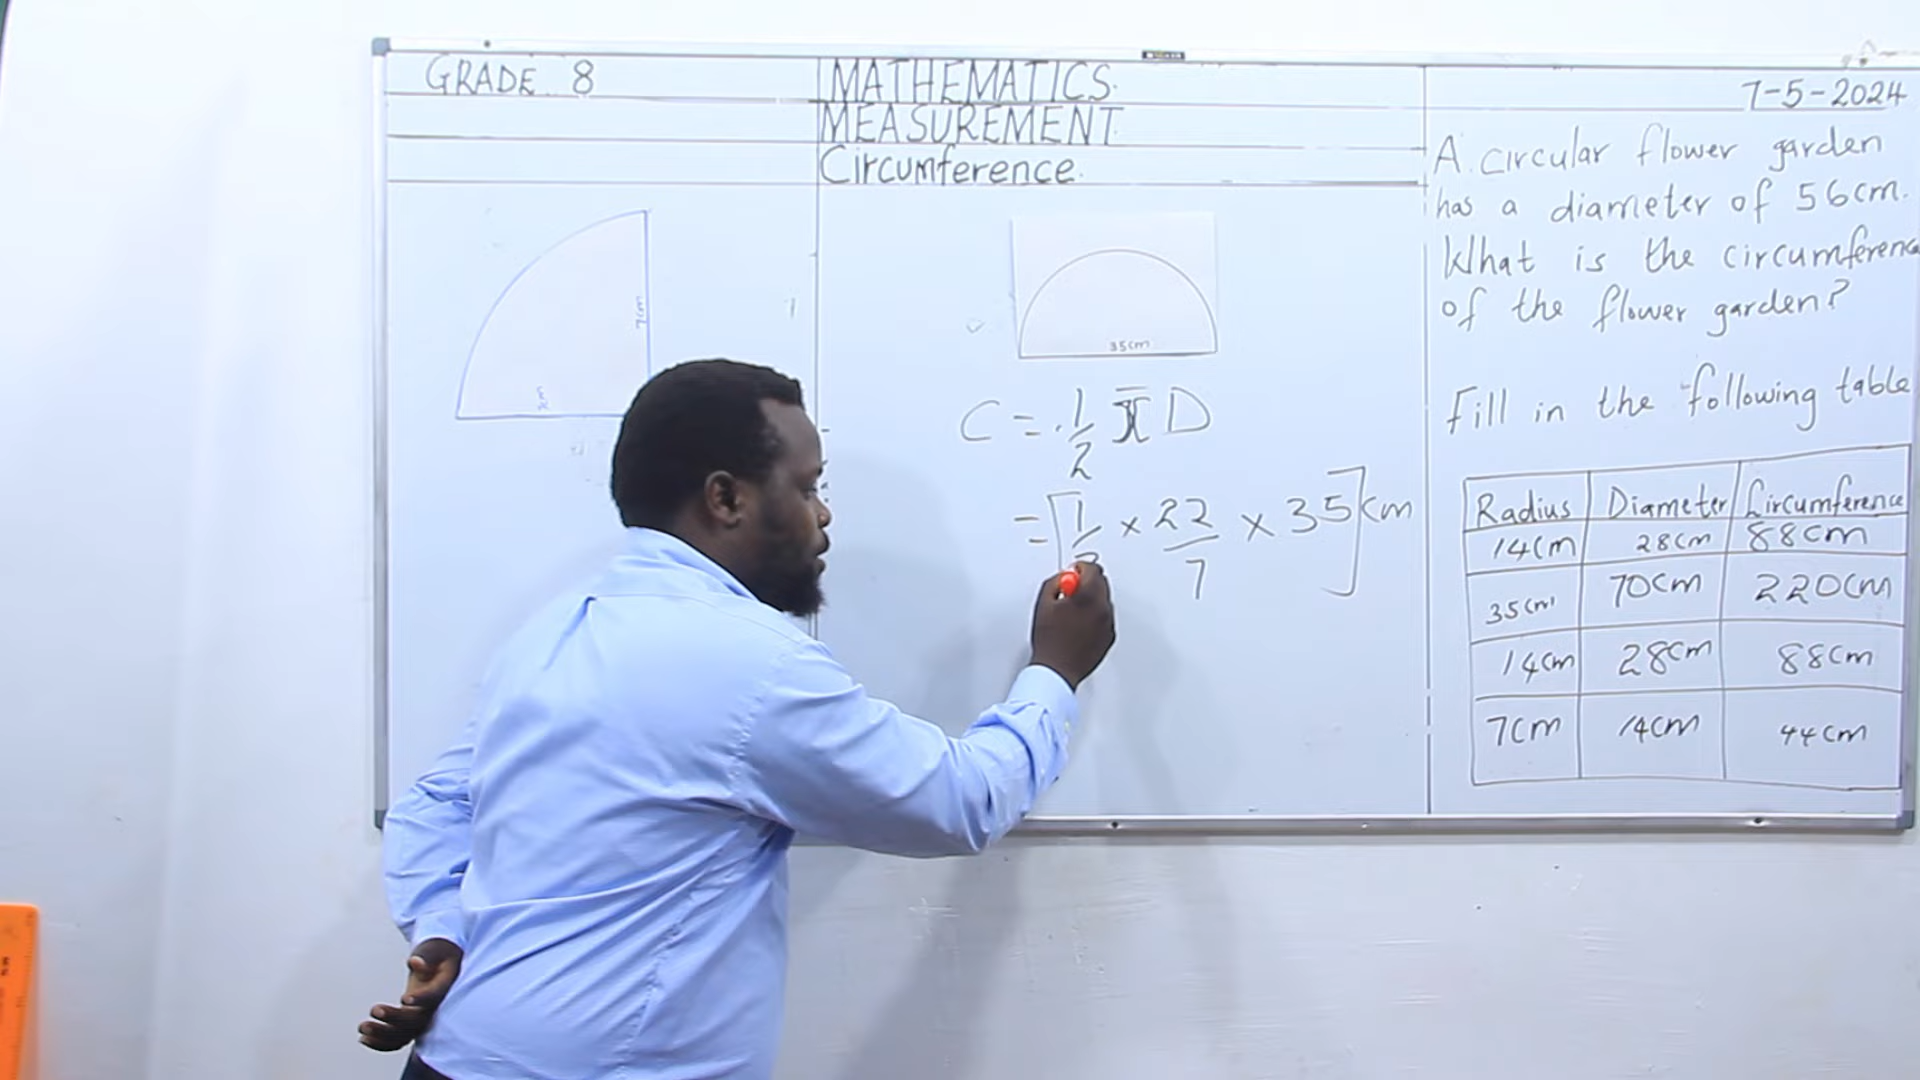 GRADE 8
MATHEMATICS
MEASUREMENT
Circumference.
7-5-2024
7cm
7cm
35cm
C = 1/2 π D
= [1/2 × 22/7 × 35] cm
A circular flower garden
has a diameter of 56cm.
What is the circumference
of the flower garden?
Fill in the following table
Radius Diameter Circumference
14cm 28cm 88cm
35cm 70cm 220cm
14cm 28cm 88cm
7cm 14cm 44cm